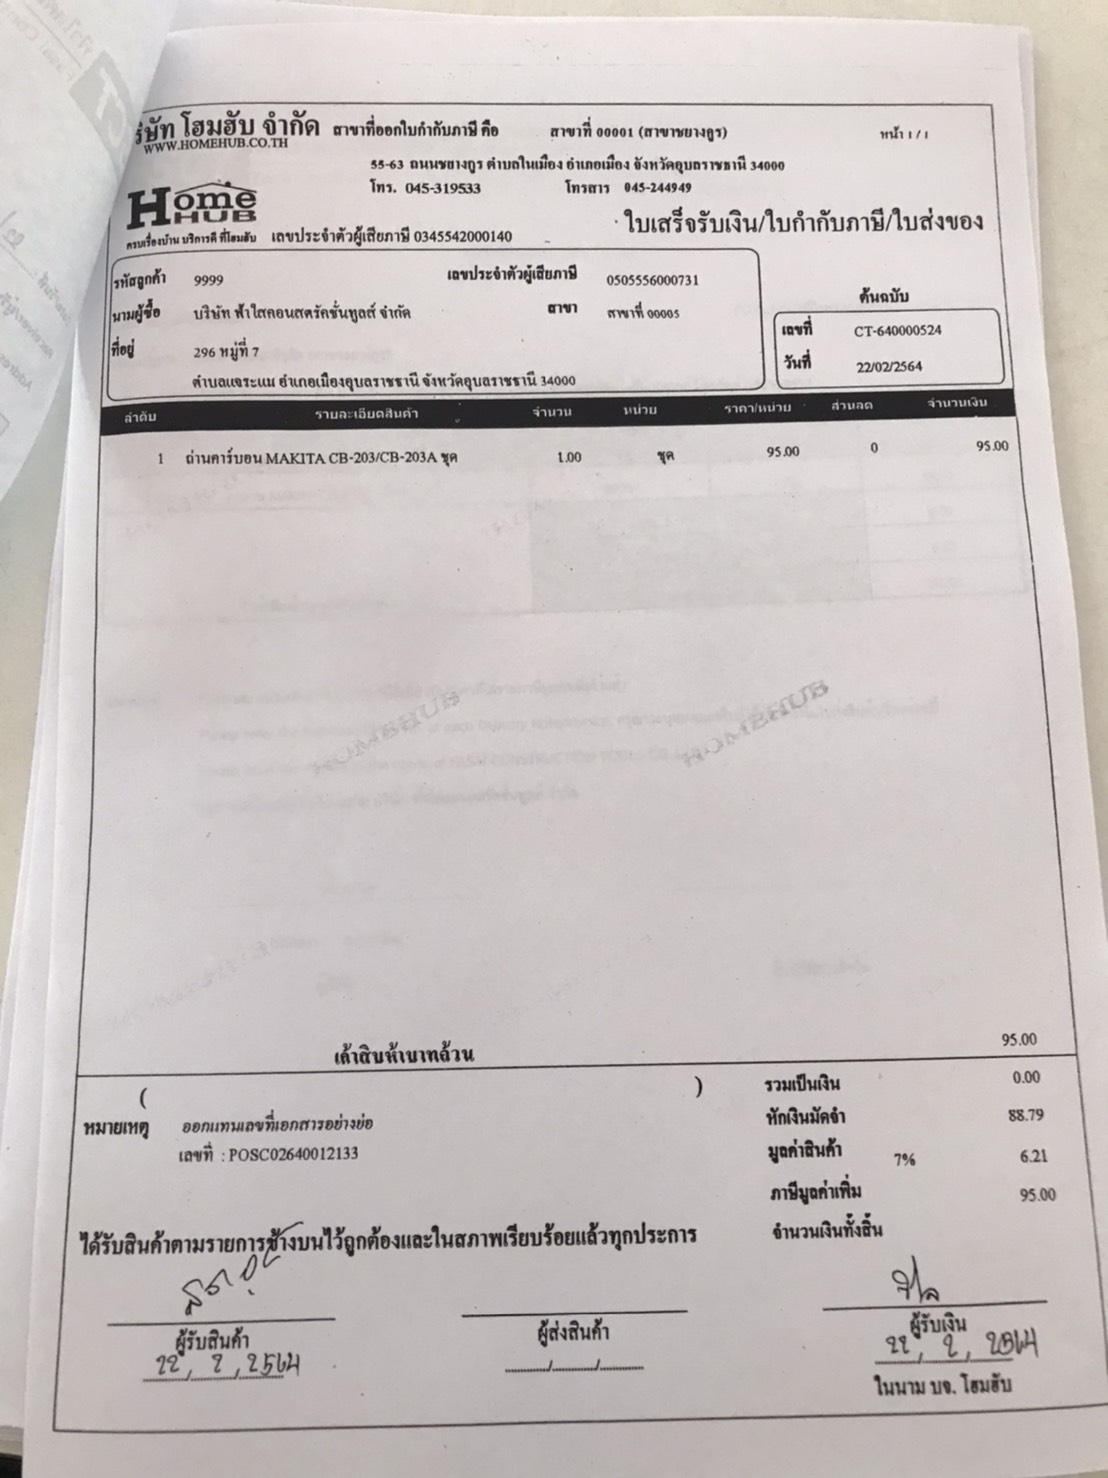 ริษัท โฮมฮับ จำกัด สาขาที่ออกใบกำกับภาษี คือ สาขาที่ 00001 (สาขาชยางกูร) หน้า 1 / 1
WWW.HOMEHUB.CO.TH
55-63 ถนนชยางกูร ตำบลในเมือง อำเภอเมือง จังหวัดอุบลราชธานี 34000
โทร. 045-319533 โทรสาร 045-244949
Home HUB
ใบเสร็จรับเงิน/ใบกำกับภาษี/ใบส่งของ
ครบเรื่องบ้าน บริการดี ที่โฮมฮับ เลขประจำตัวผู้เสียภาษี 0345542000140
รหัสลูกค้า 9999 เลขประจำตัวผู้เสียภาษี 0505556000731
ต้นฉบับ
นามผู้ซื้อ บริษัท ฟ้าใสคอนสตรัคชั่นทูลส์ จำกัด สาขา สาขาที่ 00005
เลขที่ CT-640000524
ที่อยู่ 296 หมู่ที่ 7
วันที่ 22/02/2564
ตำบลแจระแม อำเภอเมืองอุบลราชธานี จังหวัดอุบลราชธานี 34000
ลำดับ รายละเอียดสินค้า จำนวน หน่วย ราคา/หน่วย ส่วนลด จำนวนเงิน
1 ถ่านคาร์บอน MAKITA CB-203/CB-203A ชุด 1.00 ชุด 95.00 0 95.00
เก้าสิบห้าบาทถ้วน 95.00
( ) รวมเป็นเงิน 0.00
หมายเหตุ ออกแทนเลขที่เอกสารอย่างย่อ หักเงินมัดจำ 88.79
เลขที่ : POSC02640012133 มูลค่าสินค้า 7% 6.21
ภาษีมูลค่าเพิ่ม 95.00
ได้รับสินค้าตามรายการข้างบนไว้ถูกต้องและในสภาพเรียบร้อยแล้วทุกประการ จำนวนเงินทั้งสิ้น
ผู้รับสินค้า ผู้ส่งสินค้า ผู้รับเงิน
22 / 2 / 2564 ............/............/............ 22 / 2 / 2564
ในนาม บจ. โฮมฮับ